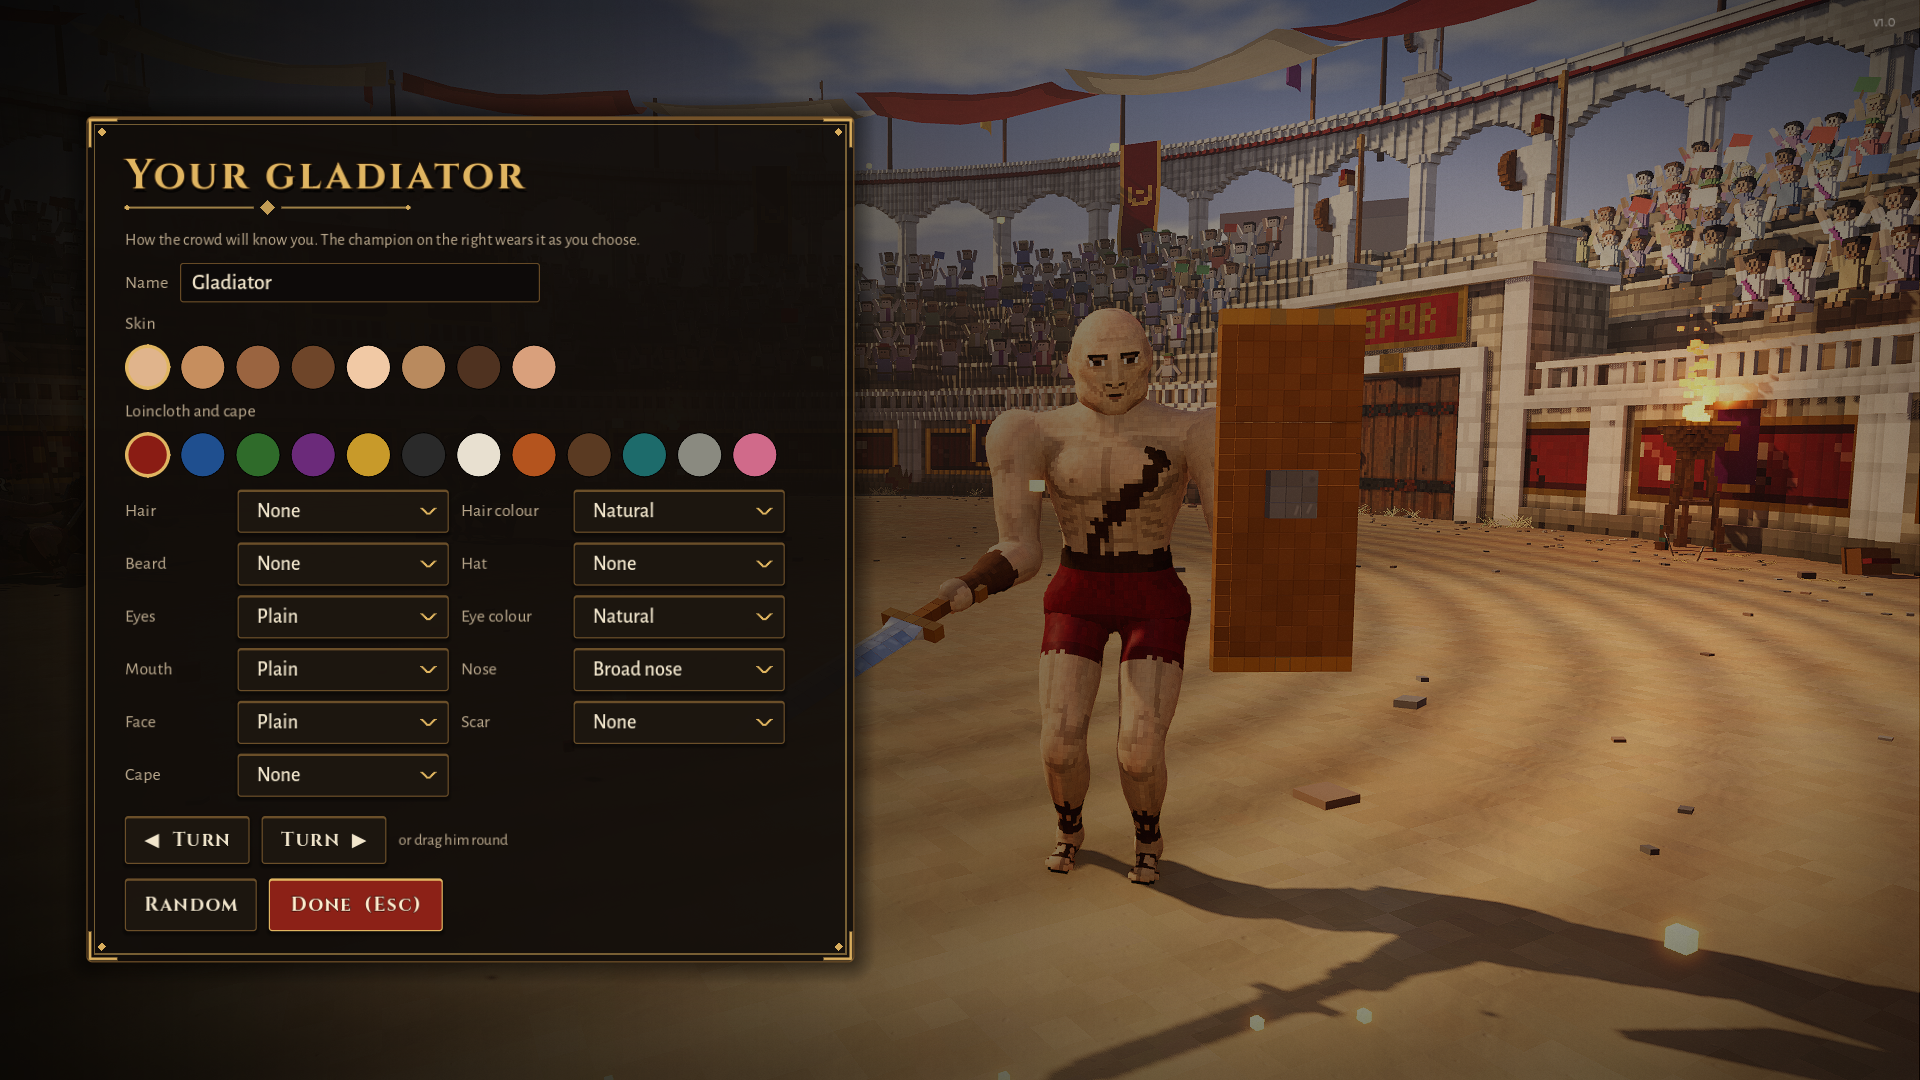 v1.0
Your gladiator
How the crowd will know you. The champion on the right wears it as you choose.
Name Gladiator
Skin
Loincloth and cape
Hair None Hair colour Natural
Beard None Hat None
Eyes Plain Eye colour Natural
Mouth Plain Nose Broad nose
Face Plain Scar None
Cape None
◀ Turn Turn ▶ or drag him round
Random Done (Esc)
SPQR